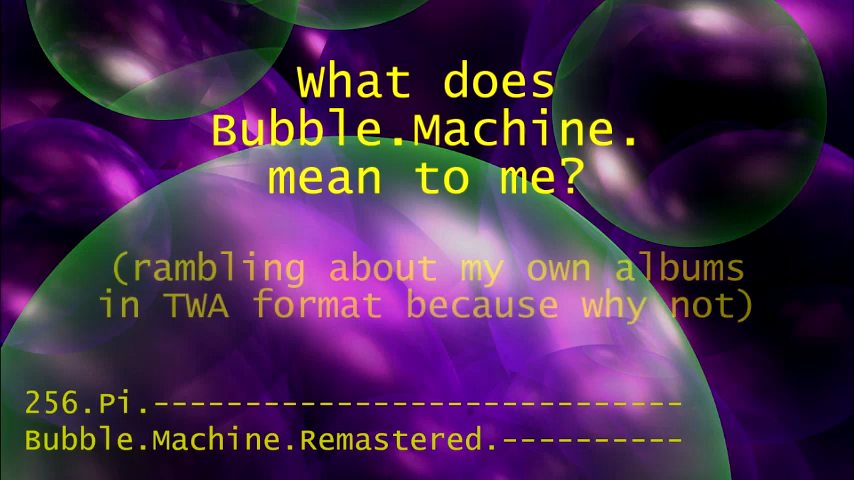 What does
Bubble.Machine.
mean to me?
(rambling about my own albums
in TWA format because why not)
256.Pi.-----------------------------
Bubble.Machine.Remastered.----------